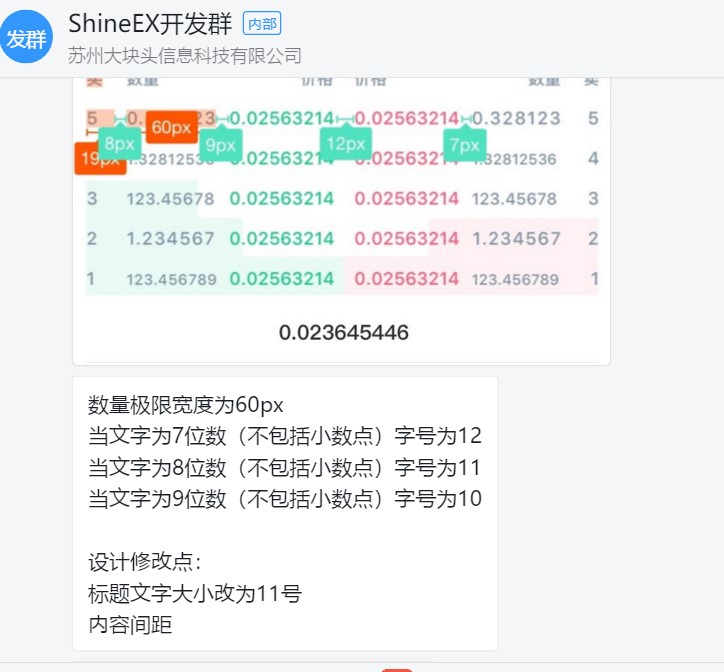 发群 ShineEX开发群 内部
苏州大块头信息科技有限公司
买 数量 价格 价格 数量 卖
5 0. 23 0.02563214 0.02563214 0.328123 5
60px
8px 9px 12px 7px
19px .32812536 0.02563214 0.02563214 .32812536 4
3 123.45678 0.02563214 0.02563214 123.45678 3
2 1.234567 0.02563214 0.02563214 1.234567 2
1 123.456789 0.02563214 0.02563214 123.456789 1
0.023645446
数量极限宽度为60px
当文字为7位数（不包括小数点）字号为12
当文字为8位数（不包括小数点）字号为11
当文字为9位数（不包括小数点）字号为10
设计修改点：
标题文字大小改为11号
内容间距